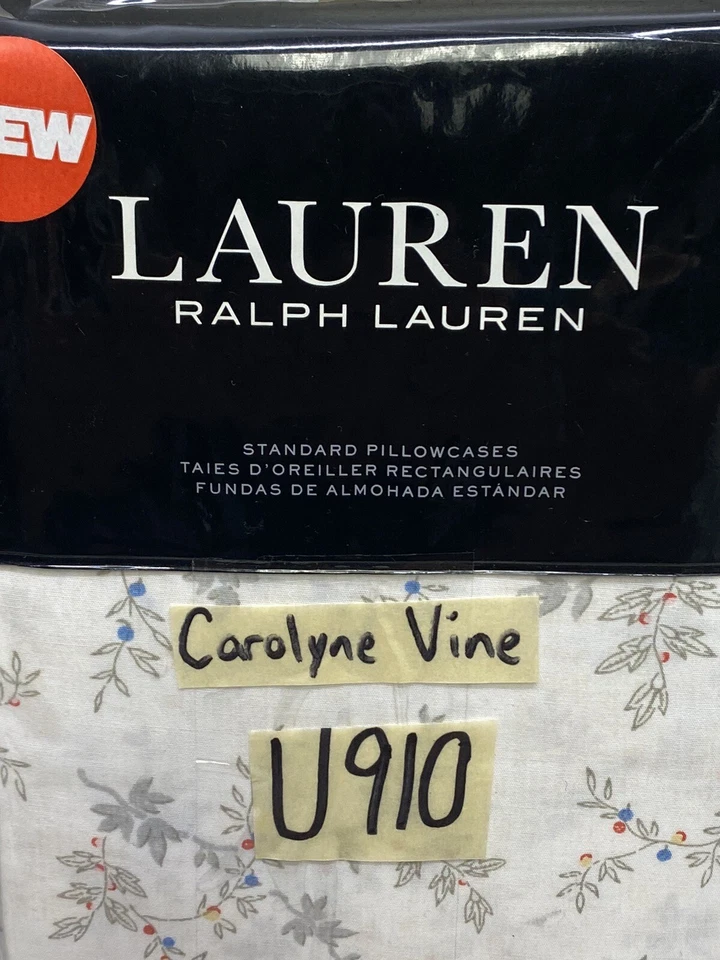 EW
LAUREN
RALPH LAUREN
STANDARD PILLOWCASES
TAIES D'OREILLER RECTANGULAIRES
FUNDAS DE ALMOHADA ESTÁNDAR
Carolyne Vine
U910